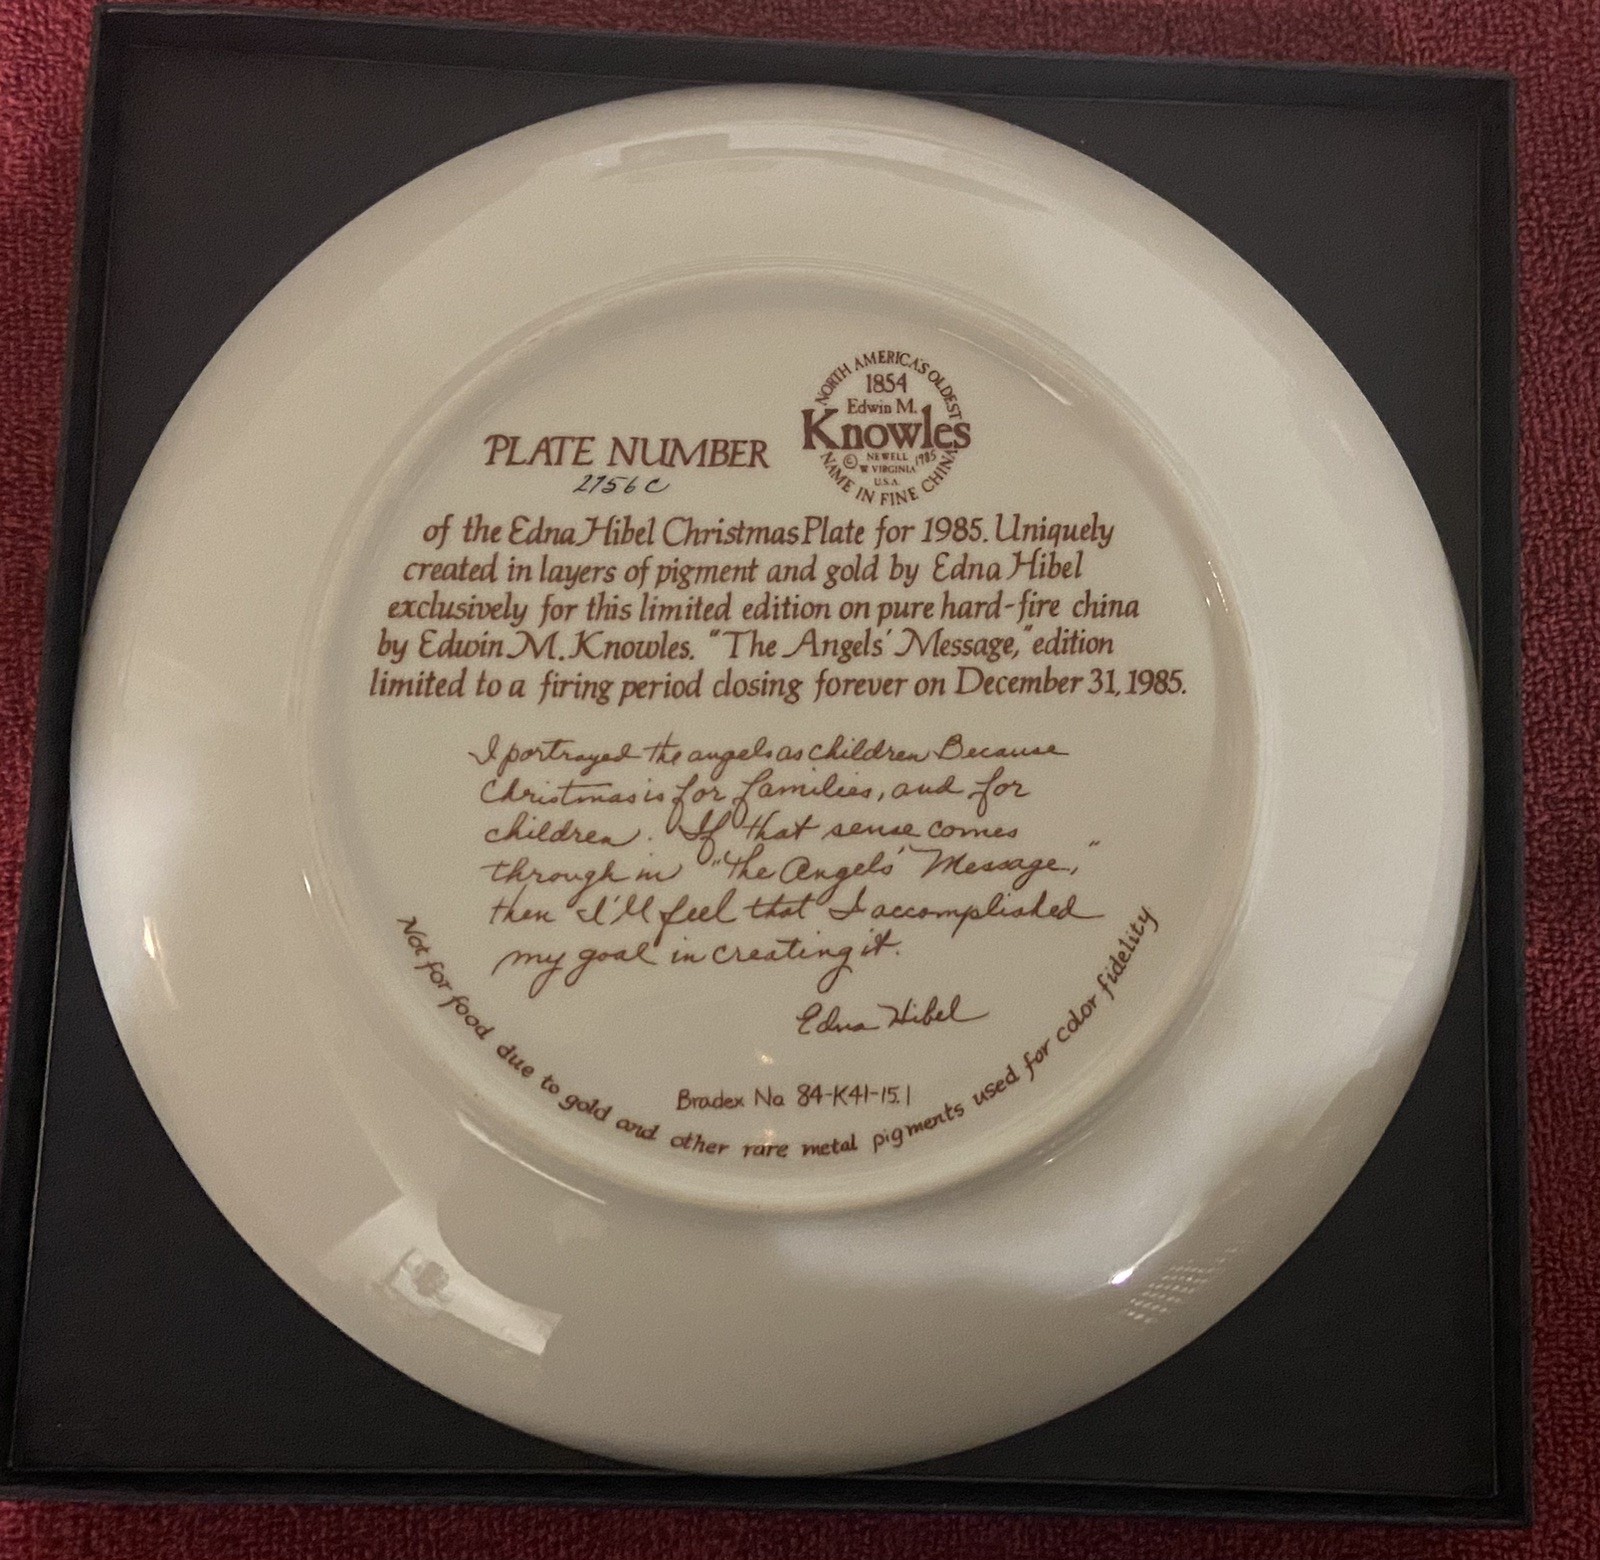 NORTH AMERICA'S OLDEST
1854
Edwin M.
Knowles
© NEWELL 1985
W VIRGINIA
U.S.A.
NAME IN FINE CHINA
PLATE NUMBER
2756C
of the Edna Hibel Christmas Plate for 1985. Uniquely
created in layers of pigment and gold by Edna Hibel
exclusively for this limited edition on pure hard-fire china
by Edwin M. Knowles. "The Angels' Message," edition
limited to a firing period closing forever on December 31, 1985.
I portrayed the angels as children Because
Christmas is for families, and for
children. If that sense comes
through in "The Angels' Message,"
then I'll feel that I accomplished
my goal in creating it.
Edna Hibel
Bradex No 84-K41-15.1
Not for food due to gold and other rare metal pigments used for color fidelity